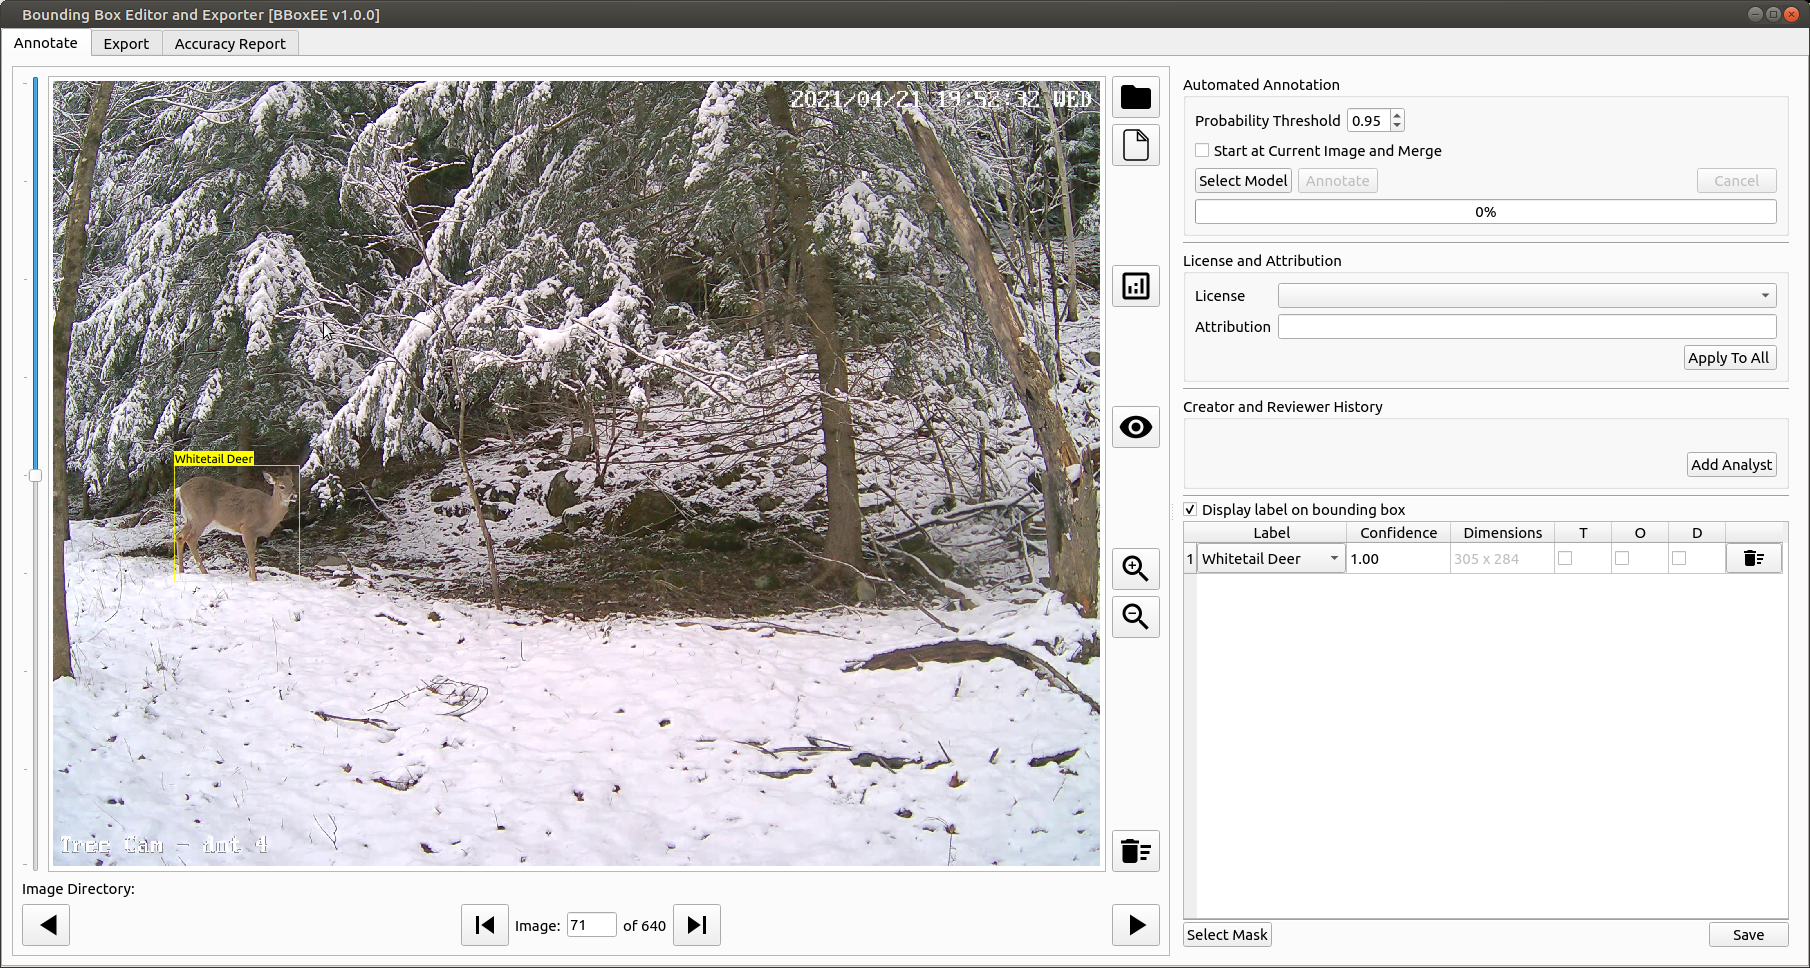 Bounding Box Editor and Exporter [BBoxEE v1.0.0]
Annotate Export Accuracy Report
2021/04/21 19:52:32 WED
Whitetail Deer
Tree Cam - dot 4
Image Directory:
Image: 71 of 640
Automated Annotation
Probability Threshold 0.95
Start at Current Image and Merge
Select Model Annotate Cancel
0%
License and Attribution
License
Attribution
Apply To All
Creator and Reviewer History
Add Analyst
Display label on bounding box
Label Confidence Dimensions T O D
1 Whitetail Deer 1.00 305 x 284
Select Mask Save